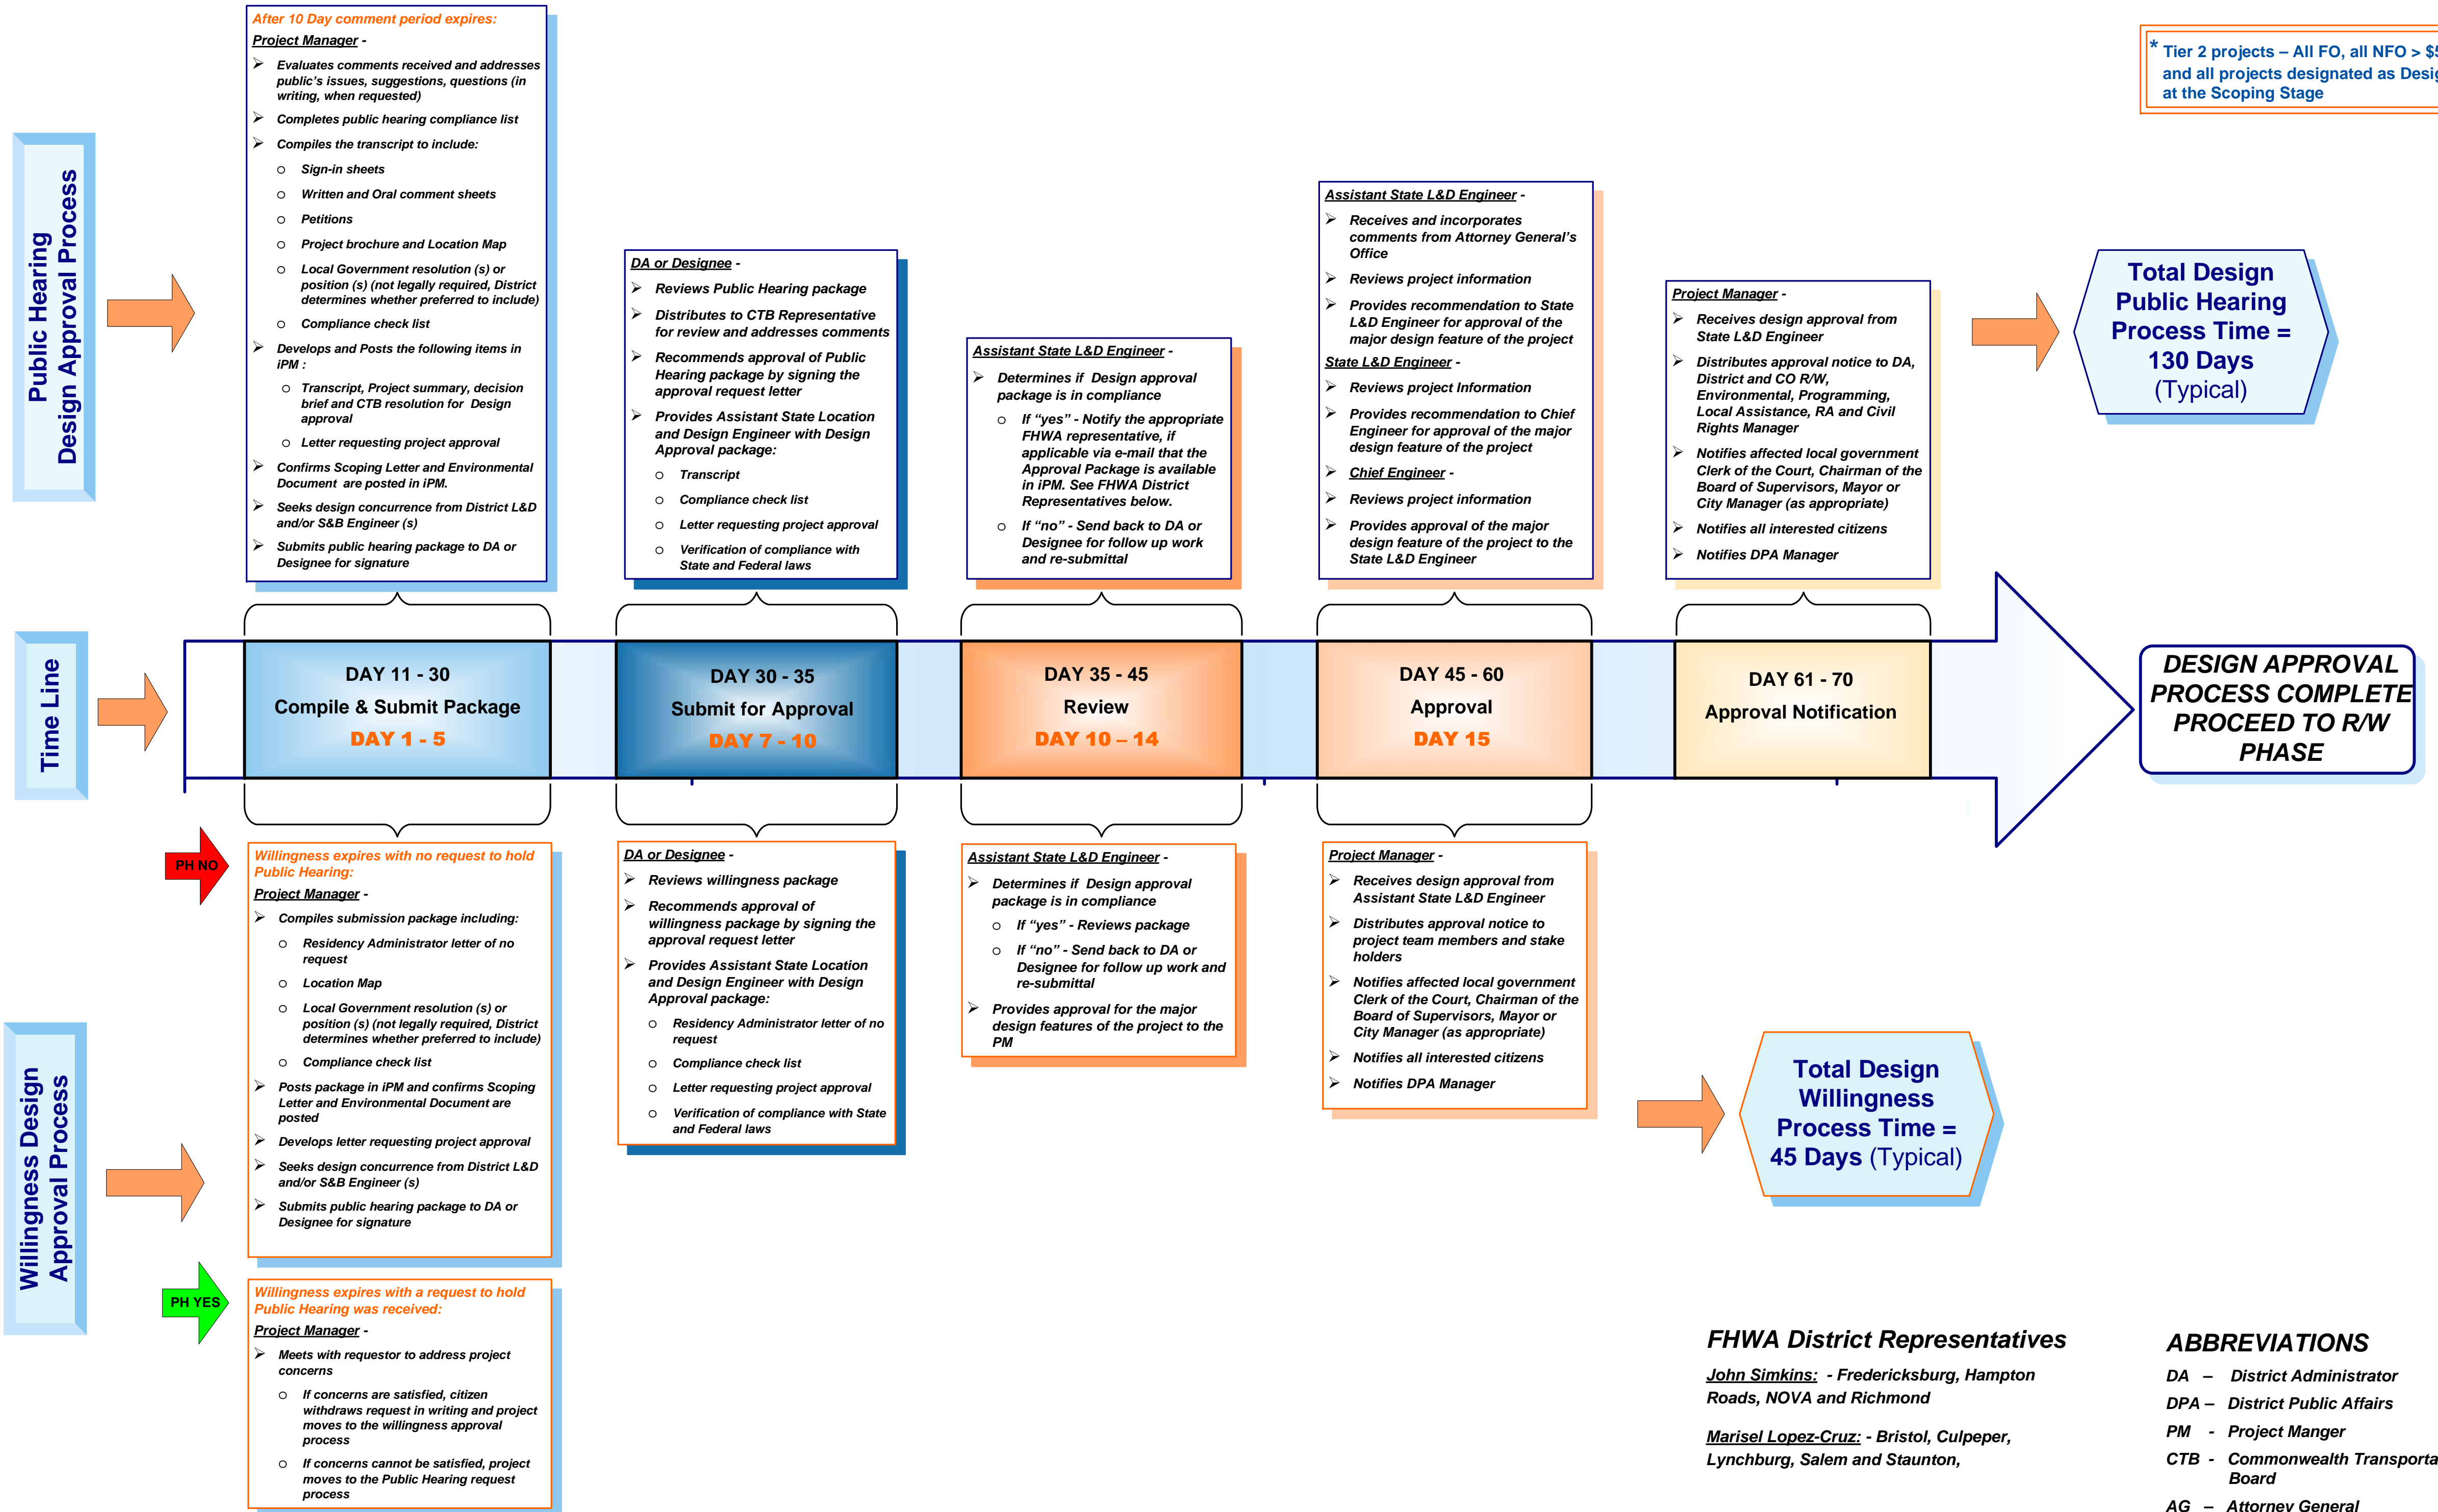 After 10 Day comment period expires:
Project Manager -
➢ Evaluates comments received and addresses
public's issues, suggestions, questions (in
writing, when requested)
➢ Completes public hearing compliance list
➢ Compiles the transcript to include:
o Sign-in sheets
o Written and Oral comment sheets
o Petitions
o Project brochure and Location Map
o Local Government resolution (s) or
position (s) (not legally required, District
determines whether preferred to include)
o Compliance check list
➢ Develops and Posts the following items in
iPM :
o Transcript, Project summary, decision
brief and CTB resolution for Design
approval
o Letter requesting project approval
➢ Confirms Scoping Letter and Environmental
Document are posted in iPM.
➢ Seeks design concurrence from District L&D
and/or S&B Engineer (s)
➢ Submits public hearing package to DA or
Designee for signature
* Tier 2 projects – All FO, all NFO > $5
and all projects designated as Desig
at the Scoping Stage
Public Hearing
Design Approval Process
DA or Designee -
➢ Reviews Public Hearing package
➢ Distributes to CTB Representative
for review and addresses comments
➢ Recommends approval of Public
Hearing package by signing the
approval request letter
➢ Provides Assistant State Location
and Design Engineer with Design
Approval package:
o Transcript
o Compliance check list
o Letter requesting project approval
o Verification of compliance with
State and Federal laws
Assistant State L&D Engineer -
➢ Determines if Design approval
package is in compliance
o If “yes” - Notify the appropriate
FHWA representative, if
applicable via e-mail that the
Approval Package is available
in iPM. See FHWA District
Representatives below.
o If “no” - Send back to DA or
Designee for follow up work
and re-submittal
Assistant State L&D Engineer -
➢ Receives and incorporates
comments from Attorney General’s
Office
➢ Reviews project information
➢ Provides recommendation to State
L&D Engineer for approval of the
major design feature of the project
State L&D Engineer -
➢ Reviews project Information
➢ Provides recommendation to Chief
Engineer for approval of the major
design feature of the project
➢ Chief Engineer -
➢ Reviews project information
➢ Provides approval of the major
design feature of the project to the
State L&D Engineer
Project Manager -
➢ Receives design approval from
State L&D Engineer
➢ Distributes approval notice to DA,
District and CO R/W,
Environmental, Programming,
Local Assistance, RA and Civil
Rights Manager
➢ Notifies affected local government
Clerk of the Court, Chairman of the
Board of Supervisors, Mayor or
City Manager (as appropriate)
➢ Notifies all interested citizens
➢ Notifies DPA Manager
Total Design
Public Hearing
Process Time =
130 Days
(Typical)
Time Line
DAY 11 - 30
Compile & Submit Package
DAY 1 - 5
DAY 30 - 35
Submit for Approval
DAY 7 - 10
DAY 35 - 45
Review
DAY 10 – 14
DAY 45 - 60
Approval
DAY 15
DAY 61 - 70
Approval Notification
DESIGN APPROVAL
PROCESS COMPLETE
PROCEED TO R/W
PHASE
PH NO
Willingness expires with no request to hold
Public Hearing:
Project Manager -
➢ Compiles submission package including:
o Residency Administrator letter of no
request
o Location Map
o Local Government resolution (s) or
position (s) (not legally required, District
determines whether preferred to include)
o Compliance check list
➢ Posts package in iPM and confirms Scoping
Letter and Environmental Document are
posted
➢ Develops letter requesting project approval
➢ Seeks design concurrence from District L&D
and/or S&B Engineer (s)
➢ Submits public hearing package to DA or
Designee for signature
DA or Designee -
➢ Reviews willingness package
➢ Recommends approval of
willingness package by signing the
approval request letter
➢ Provides Assistant State Location
and Design Engineer with Design
Approval package:
o Residency Administrator letter of no
request
o Compliance check list
o Letter requesting project approval
o Verification of compliance with State
and Federal laws
Assistant State L&D Engineer -
➢ Determines if Design approval
package is in compliance
o If “yes” - Reviews package
o If “no” - Send back to DA or
Designee for follow up work and
re-submittal
➢ Provides approval for the major
design features of the project to the
PM
Project Manager -
➢ Receives design approval from
Assistant State L&D Engineer
➢ Distributes approval notice to
project team members and stake
holders
➢ Notifies affected local government
Clerk of the Court, Chairman of the
Board of Supervisors, Mayor or
City Manager (as appropriate)
➢ Notifies all interested citizens
➢ Notifies DPA Manager
Total Design
Willingness
Process Time =
45 Days (Typical)
Willingness Design
Approval Process
PH YES
Willingness expires with a request to hold
Public Hearing was received:
Project Manager -
➢ Meets with requestor to address project
concerns
o If concerns are satisfied, citizen
withdraws request in writing and project
moves to the willingness approval
process
o If concerns cannot be satisfied, project
moves to the Public Hearing request
process
FHWA District Representatives
John Simkins: - Fredericksburg, Hampton
Roads, NOVA and Richmond
Marisel Lopez-Cruz: - Bristol, Culpeper,
Lynchburg, Salem and Staunton,
ABBREVIATIONS
DA – District Administrator
DPA – District Public Affairs
PM - Project Manger
CTB - Commonwealth Transporta
Board
AG – Attorney General